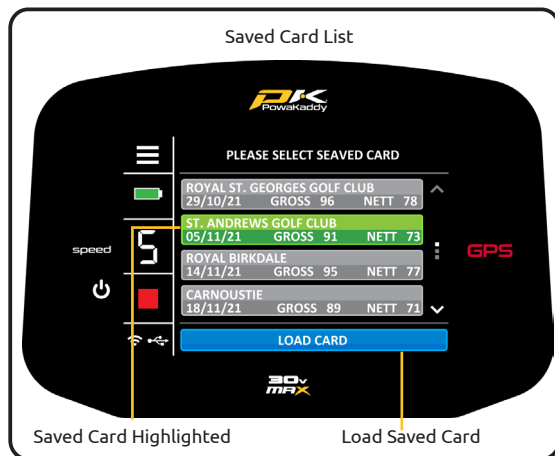 Saved Card List
PK
PowaKaddy
PLEASE SELECT SEAVED CARD
ROYAL ST. GEORGES GOLF CLUB
29/10/21 GROSS 96 NETT 78
ST. ANDREWS GOLF CLUB
05/11/21 GROSS 91 NETT 73
speed
5
GPS
ROYAL BIRKDALE
14/11/21 GROSS 95 NETT 77
CARNOUSTIE
18/11/21 GROSS 89 NETT 71
LOAD CARD
30v
MAX
Saved Card Highlighted
Load Saved Card